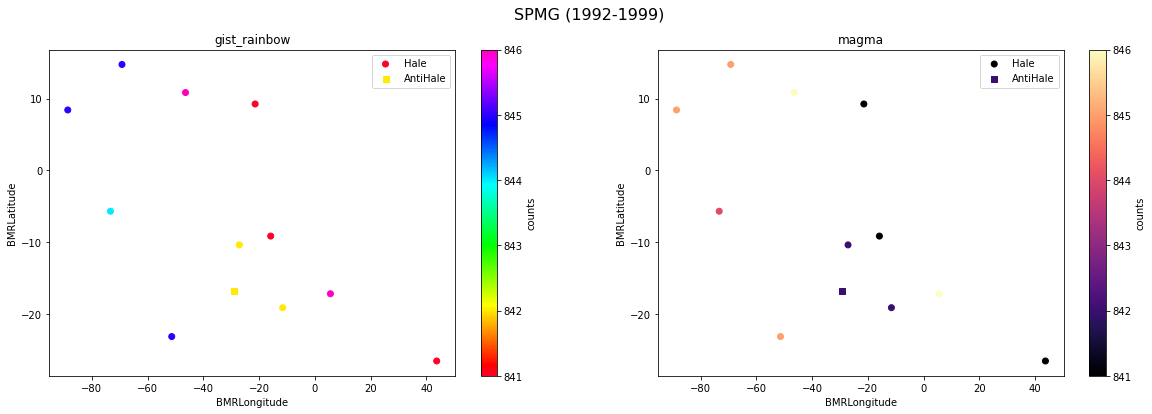 SPMG (1992-1999)
gist_rainbow
Hale
AntiHale
10
0
−10
−20
BMRLatitude
−80
−60
−40
−20
0
20
40
BMRLongitude
846
845
844
843
842
841
counts
magma
Hale
AntiHale
10
0
−10
−20
BMRLatitude
−80
−60
−40
−20
0
20
40
BMRLongitude
846
845
844
843
842
841
counts